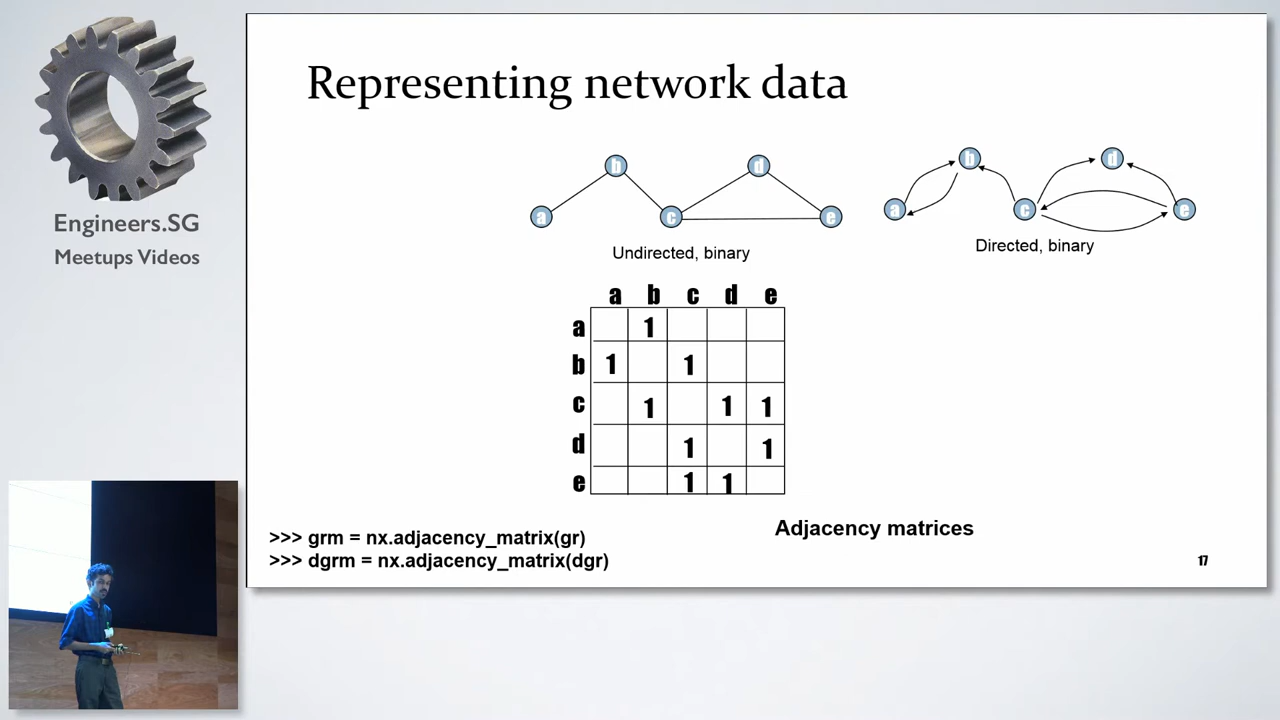 Engineers.SG
Meetups Videos
Representing network data
b d
a c e
Undirected, binary
b d
a c e
Directed, binary
a b c d e
a 1
b 1 1
c 1 1 1
d 1 1
e 1 1
Adjacency matrices
>>> grm = nx.adjacency_matrix(gr)
>>> dgrm = nx.adjacency_matrix(dgr)
17